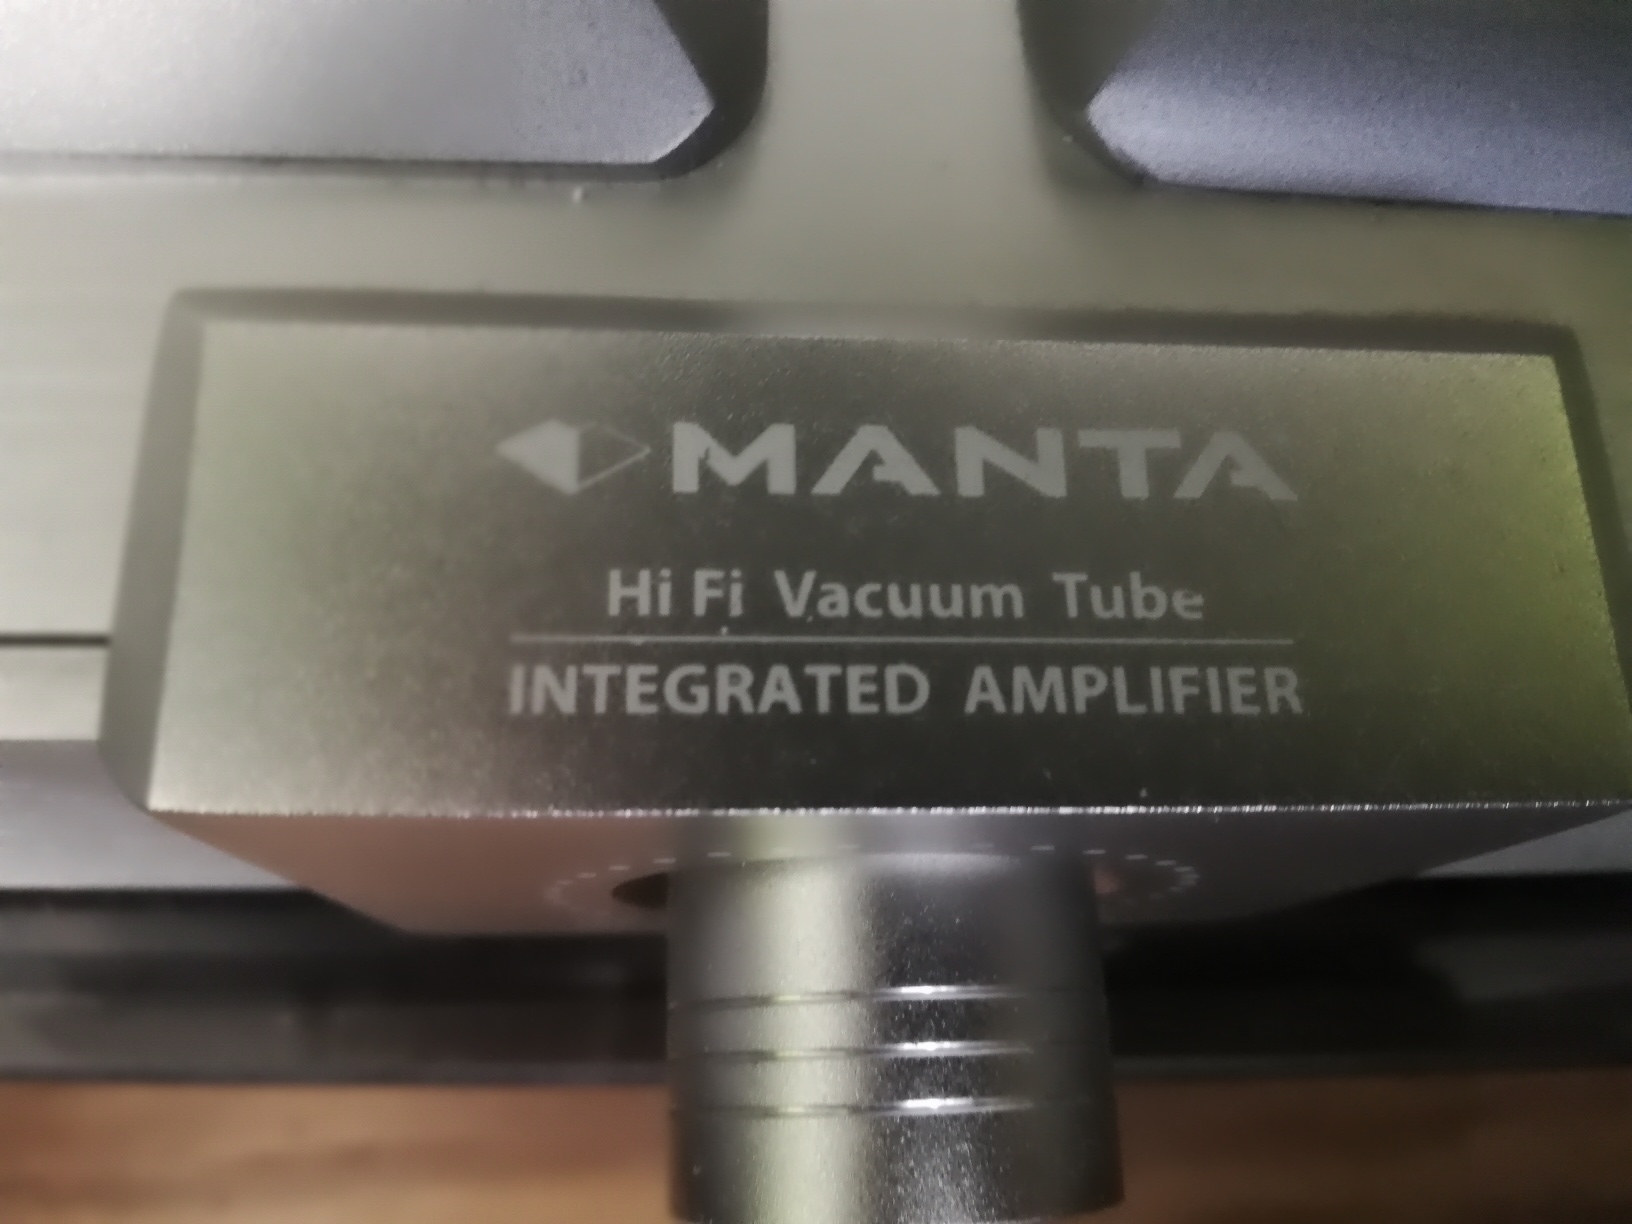 MANTA
Hi Fi Vacuum Tube
INTEGRATED AMPLIFIER